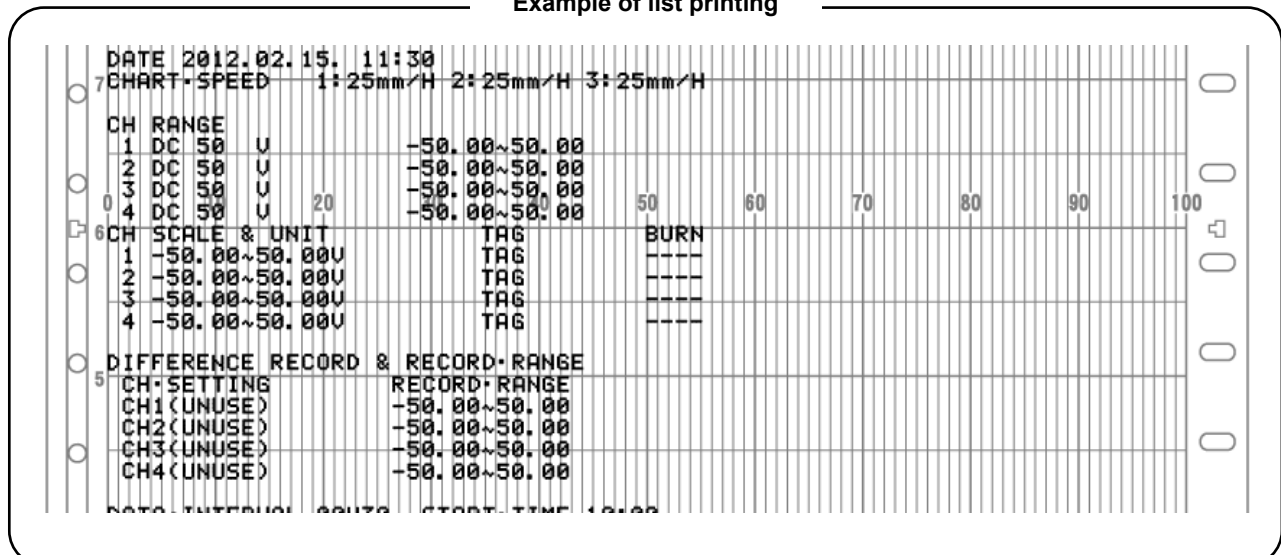 Example of list printing
DATE 2012.02.15. 11:30
7 CHART·SPEED 1:25mm/H 2:25mm/H 3:25mm/H
CH RANGE
1 DC 50 V -50.00~50.00
2 DC 50 V -50.00~50.00
3 DC 50 V -50.00~50.00
4 DC 50 V -50.00~50.00
0 20 50 60 70 80 90 100
6 CH SCALE & UNIT TAG BURN
1 -50.00~50.00V TAG ----
2 -50.00~50.00V TAG ----
3 -50.00~50.00V TAG ----
4 -50.00~50.00V TAG ----
DIFFERENCE RECORD & RECORD·RANGE
5 CH·SETTING RECORD·RANGE
CH1(UNUSE) -50.00~50.00
CH2(UNUSE) -50.00~50.00
CH3(UNUSE) -50.00~50.00
CH4(UNUSE) -50.00~50.00